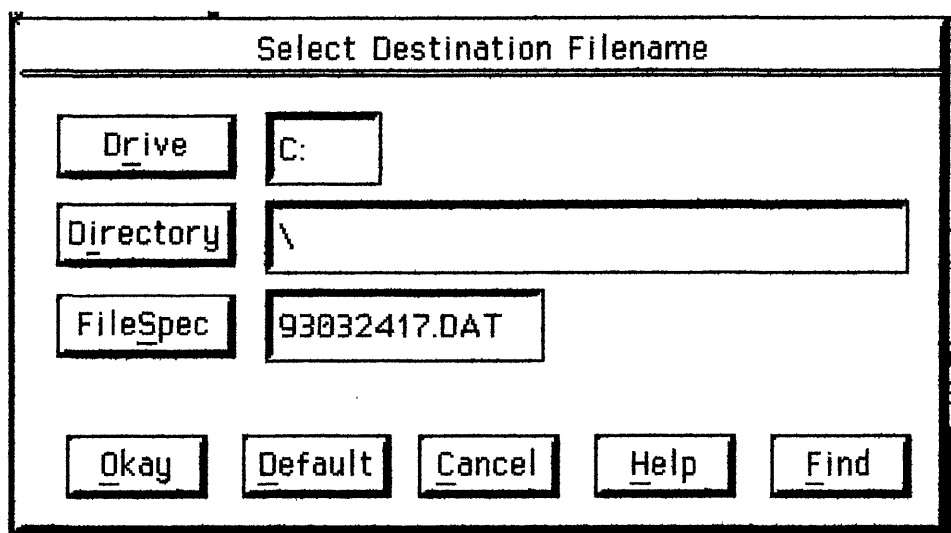 Select Destination Filename
Drive C:
Directory \
FileSpec 93032417.DAT
Okay Default Cancel Help Find